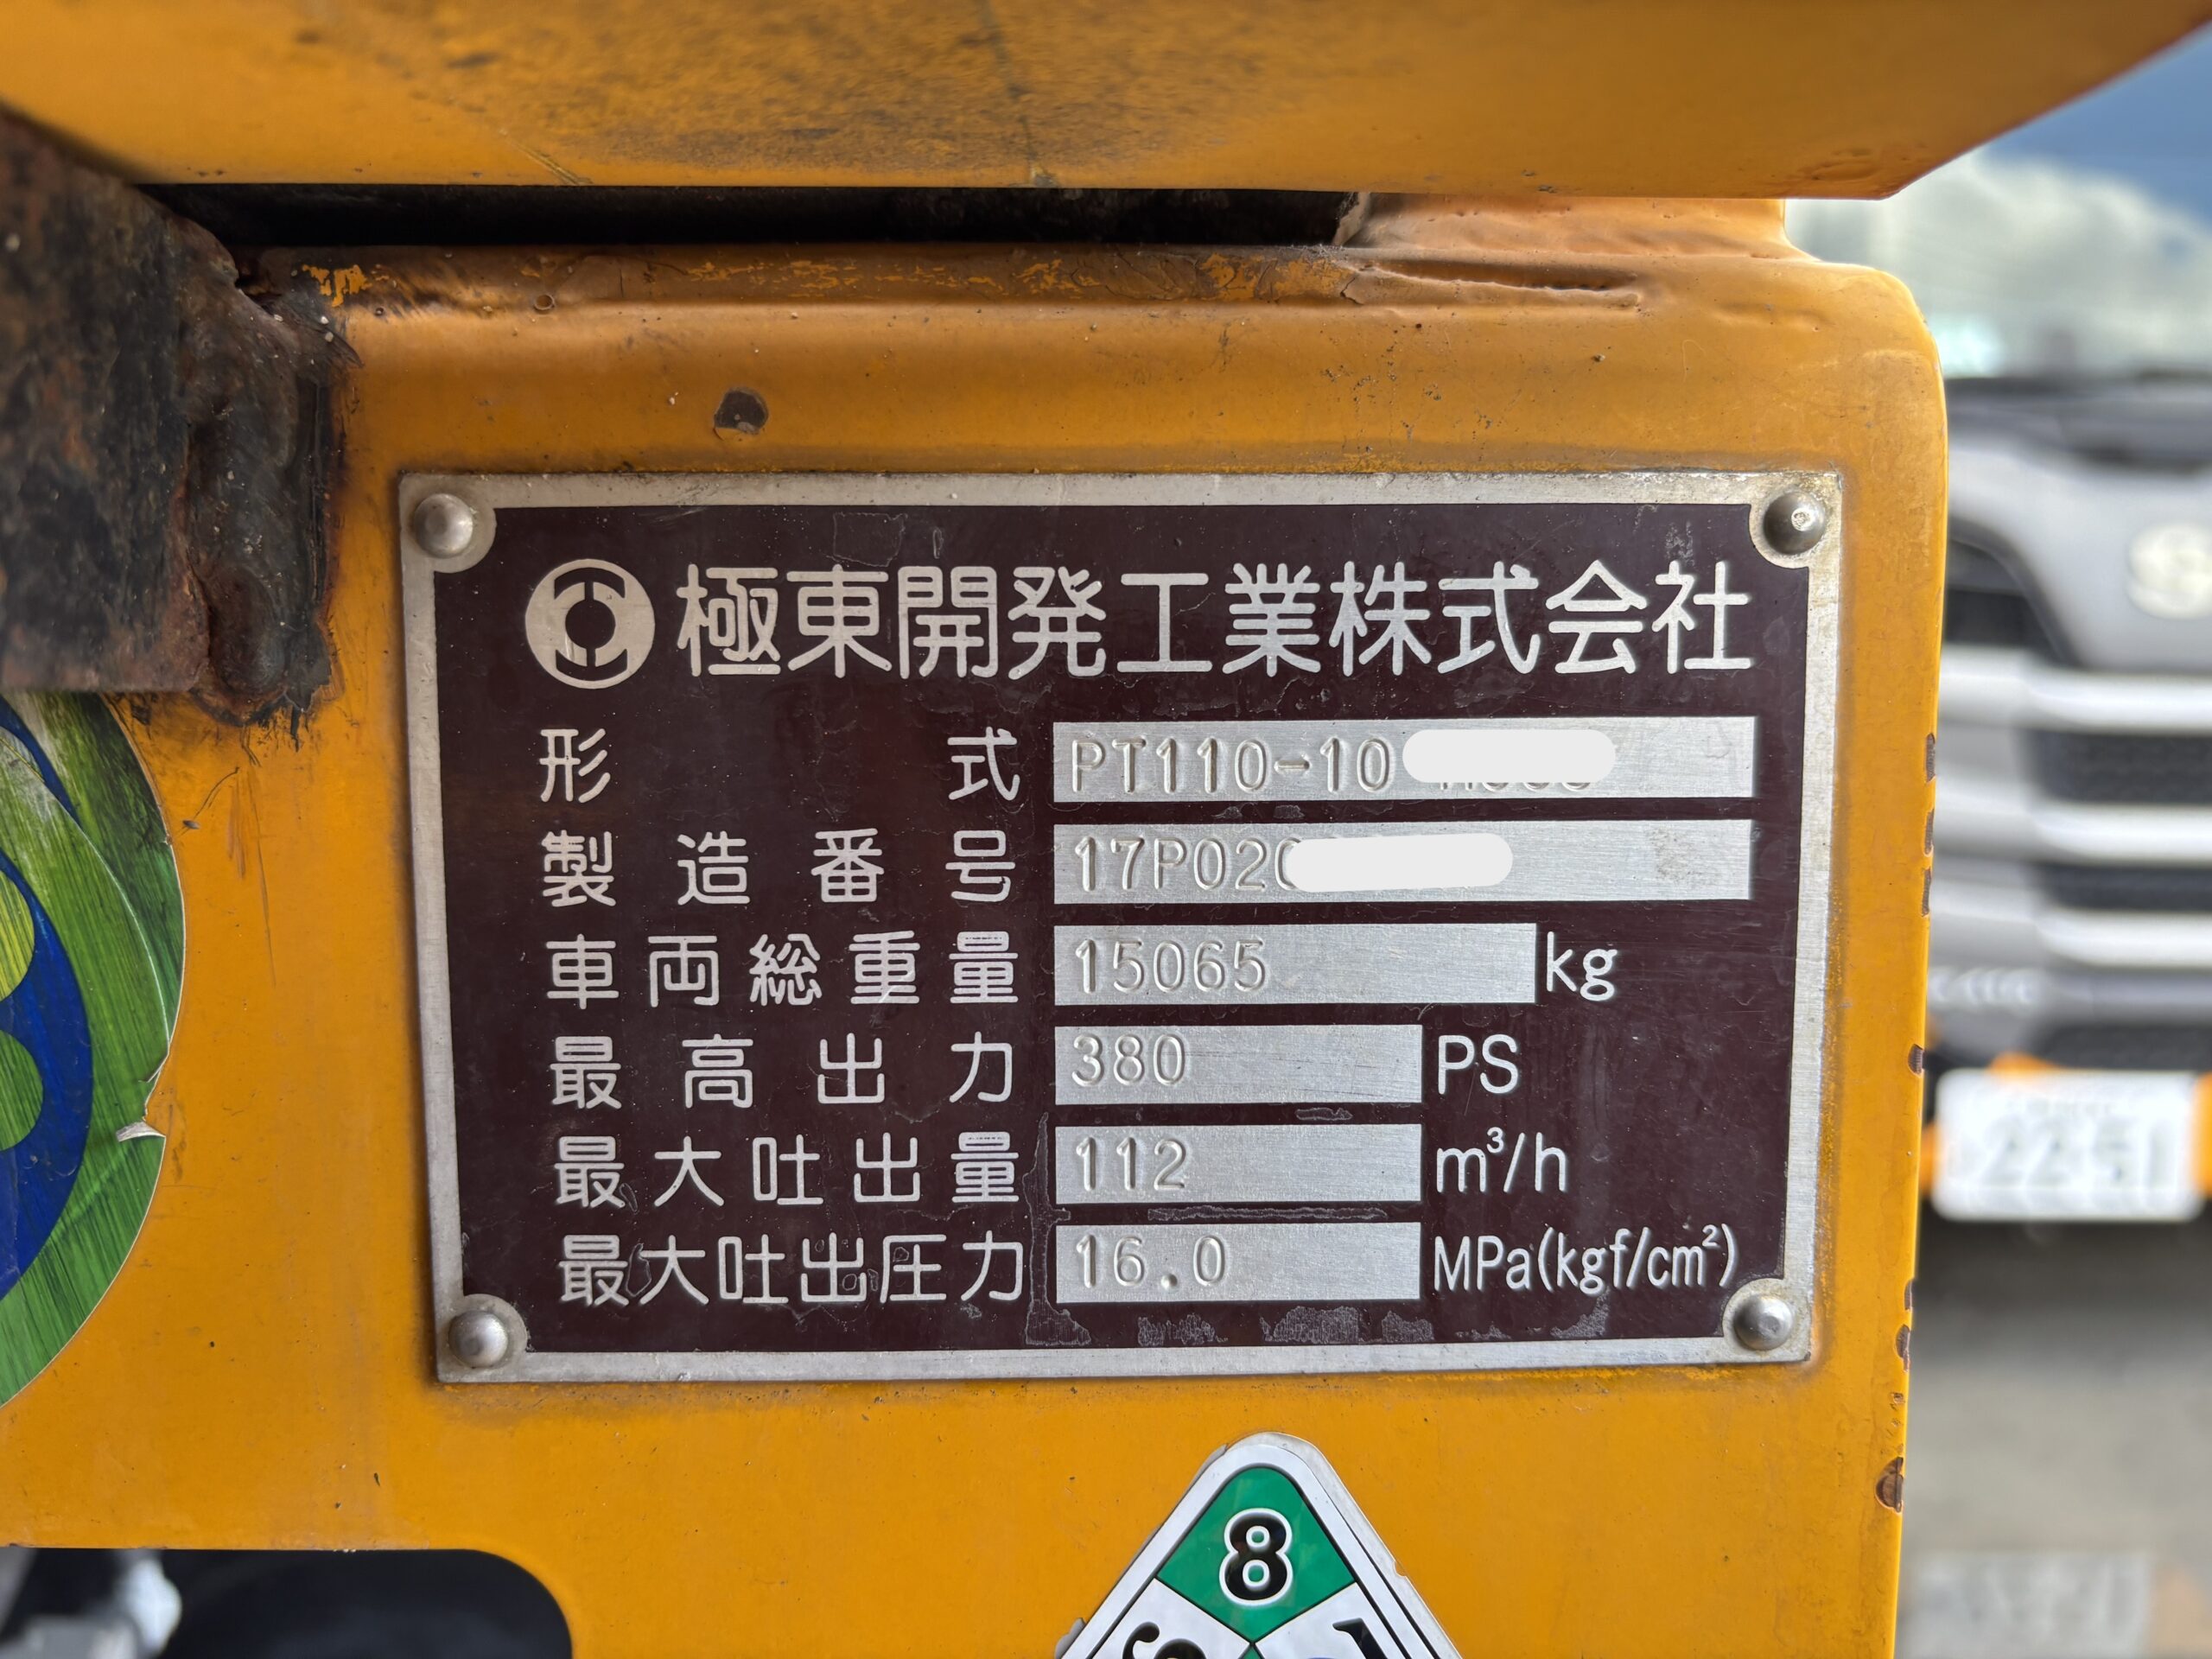 極東開発工業株式会社
形式 PT110-10
製造番号 17P020
車両総重量 15065 kg
最高出力 380 PS
最大吐出量 112 m³/h
最大吐出圧力 16.0 MPa(kgf/cm²)
22-51
8